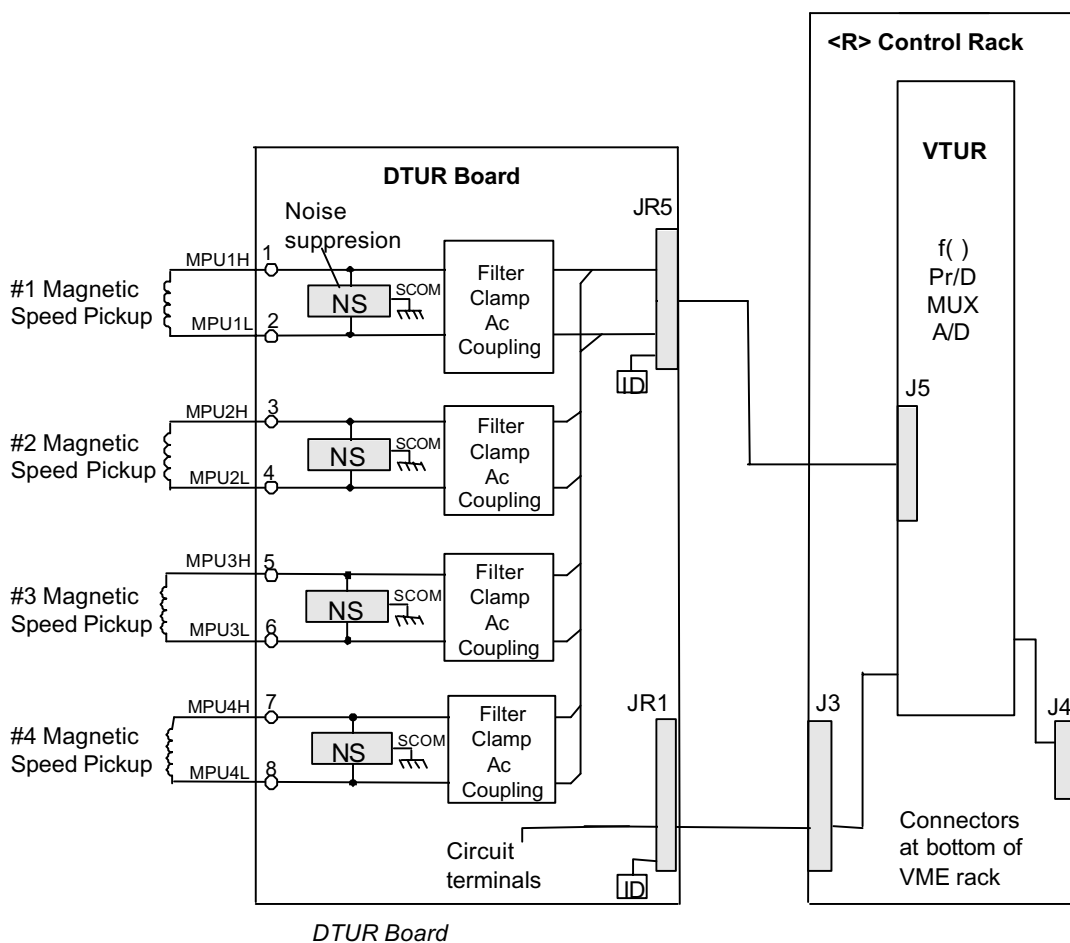 <R> Control Rack
VTUR
f( )
Pr/D
MUX
A/D
J5
J3
J4
Connectors
at bottom of
VME rack
DTUR Board
JR5
Noise
suppresion
#1 Magnetic
Speed Pickup
MPU1H
1
MPU1L
2
NS
SCOM
Filter
Clamp
Ac
Coupling
ID
#2 Magnetic
Speed Pickup
MPU2H
3
MPU2L
4
NS
SCOM
Filter
Clamp
Ac
Coupling
#3 Magnetic
Speed Pickup
MPU3H
5
MPU3L
6
NS
SCOM
Filter
Clamp
Ac
Coupling
#4 Magnetic
Speed Pickup
MPU4H
7
MPU4L
8
NS
SCOM
Filter
Clamp
Ac
Coupling
JR1
Circuit
terminals
ID
DTUR Board